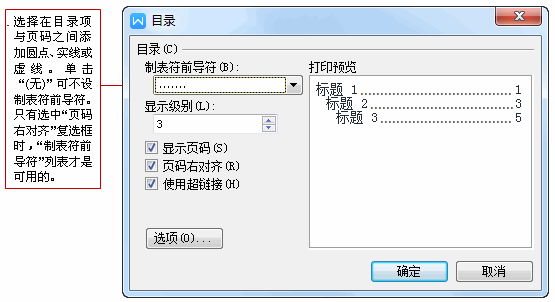 选择在目录项
与页码之间添
加圆点、实线或
虚线。单击
“(无)”可不设
制表符前导符。
只有选中“页码
右对齐”复选框
时,“制表符前
导符”列表才是
可用的。
目录
目录(C)
制表符前导符(B):
.......
显示级别(L):
3
显示页码(S)
页码右对齐(R)
使用超链接(H)
选项(O)...
打印预览
标题 1..............................1
标题 2............................3
标题 3..........................5
确定
取消